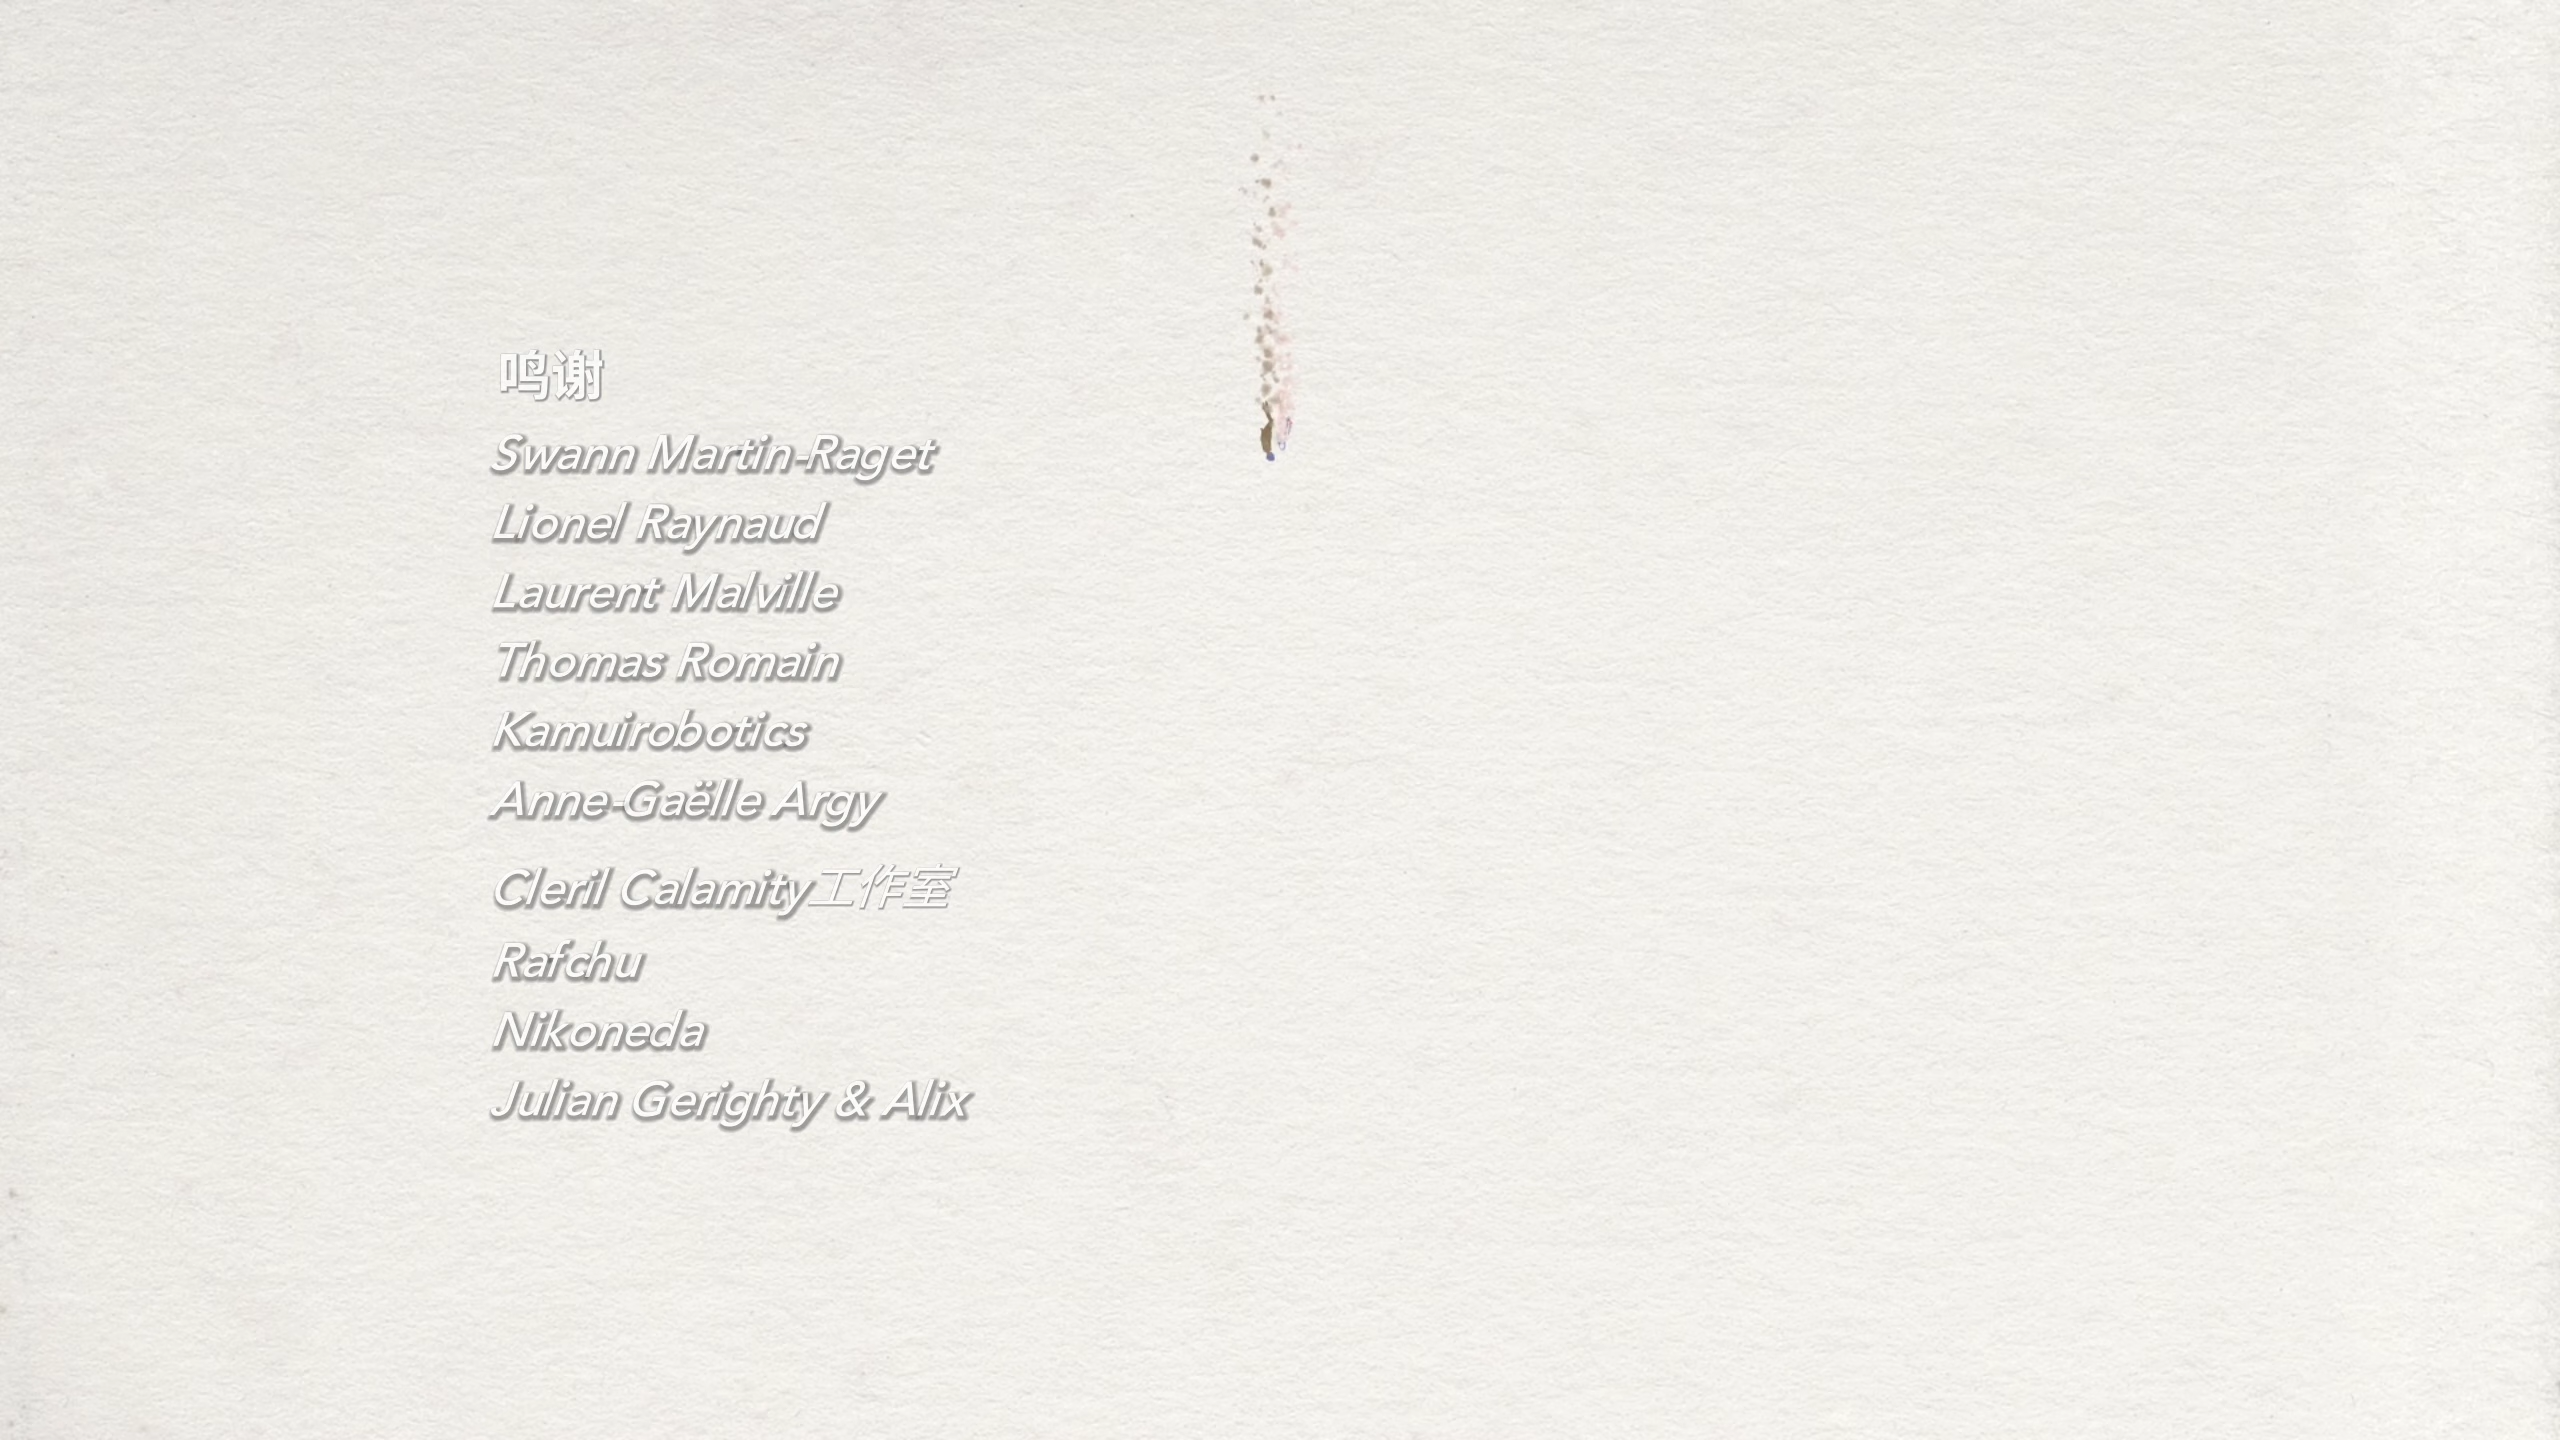 鸣谢
Swann Martin-Raget
Lionel Raynaud
Laurent Malville
Thomas Romain
Kamuirobotics
Anne-Gaëlle Argy
Cleril Calamity工作室
Rafchu
Nikoneda
Julian Gerighty & Alix